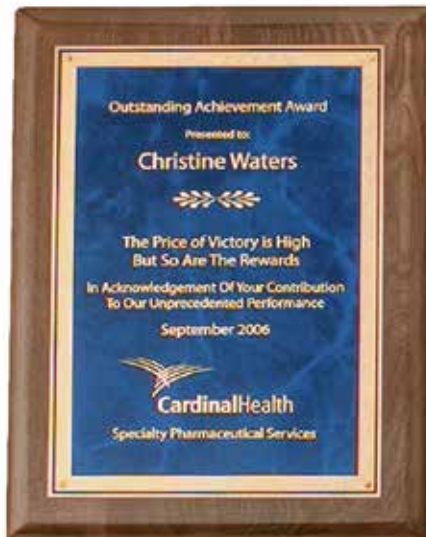 Outstanding Achievement Award
Presented to:
Christine Waters
The Price of Victory is High
But So Are The Rewards
In Acknowledgement Of Your Contribution
To Our Unprecedented Performance
September 2006
CardinalHealth
Specialty Pharmaceutical Services